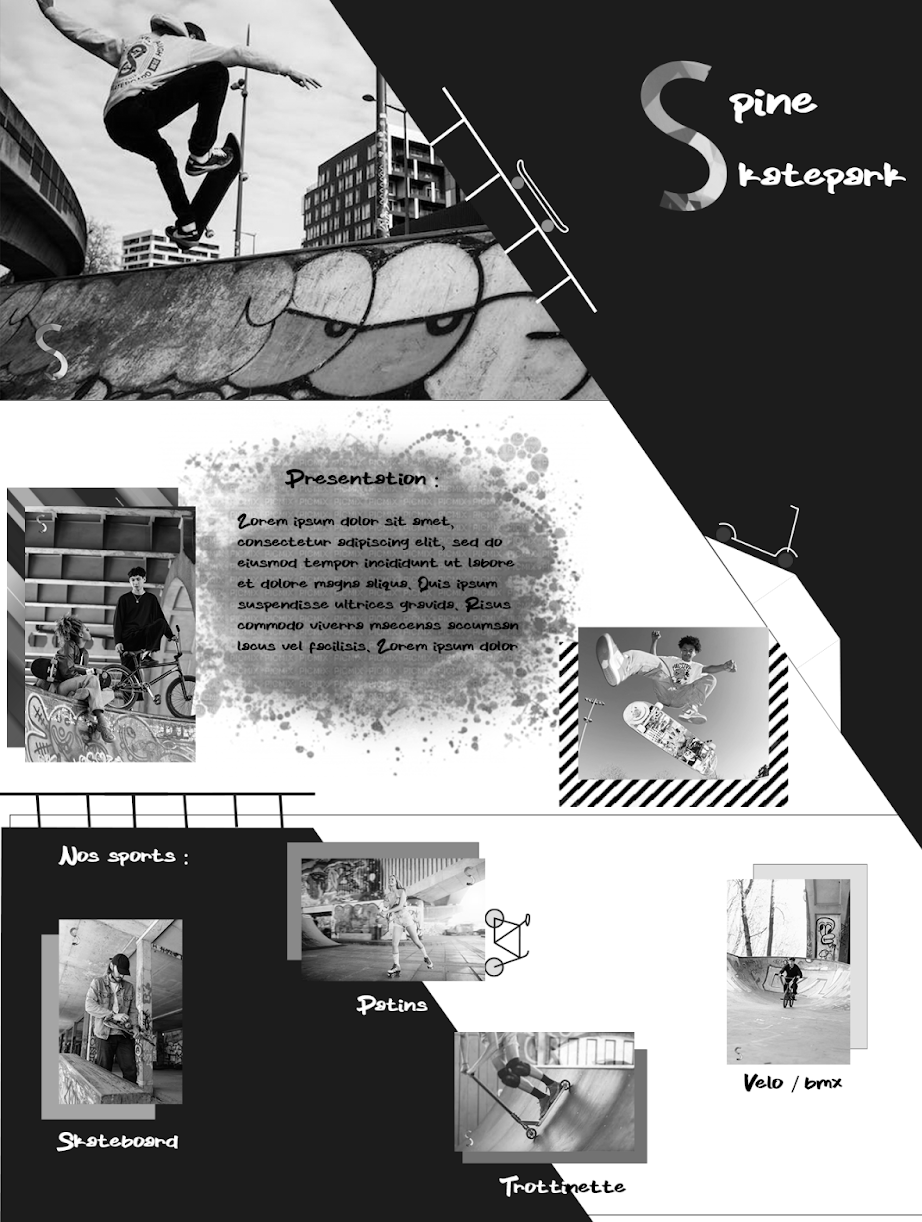 Spine
Skatepark
Presentation :
Lorem ipsum dolor sit amet,
consectetur adipiscing elit, sed do
eiusmod tempor incididunt ut labore
et dolore magna aliqua. Quis ipsum
suspendisse ultrices gravida. Risus
commodo viverra maecenas accumsan
lacus vel facilisis. Lorem ipsum dolor
Nos sports :
Patins
Velo / bmx
Skateboard
Trottinette